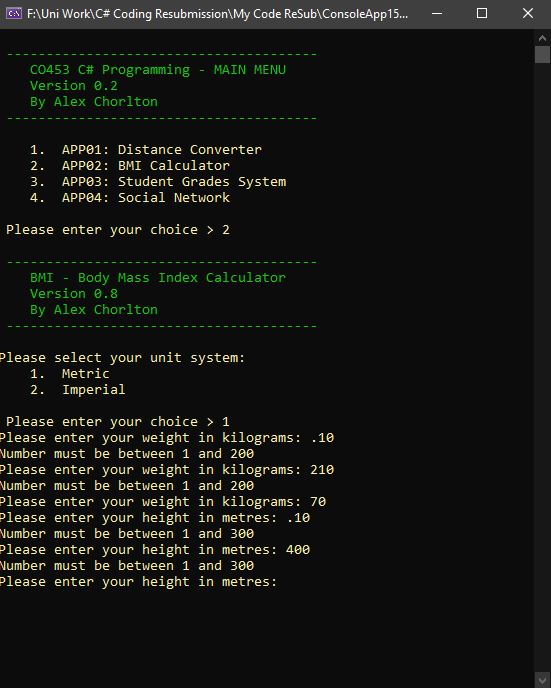 F:\Uni Work\C# Coding Resubmission\My Code ReSub\ConsoleApp15...
----------------------------------------
CO453 C# Programming - MAIN MENU
Version 0.2
By Alex Chorlton
----------------------------------------
1.  APP01: Distance Converter
2.  APP02: BMI Calculator
3.  APP03: Student Grades System
4.  APP04: Social Network
Please enter your choice > 2
----------------------------------------
BMI - Body Mass Index Calculator
Version 0.8
By Alex Chorlton
----------------------------------------
Please select your unit system:
1.  Metric
2.  Imperial
Please enter your choice > 1
Please enter your weight in kilograms: .10
Number must be between 1 and 200
Please enter your weight in kilograms: 210
Number must be between 1 and 200
Please enter your weight in kilograms: 70
Please enter your height in metres: .10
Number must be between 1 and 300
Please enter your height in metres: 400
Number must be between 1 and 300
Please enter your height in metres: